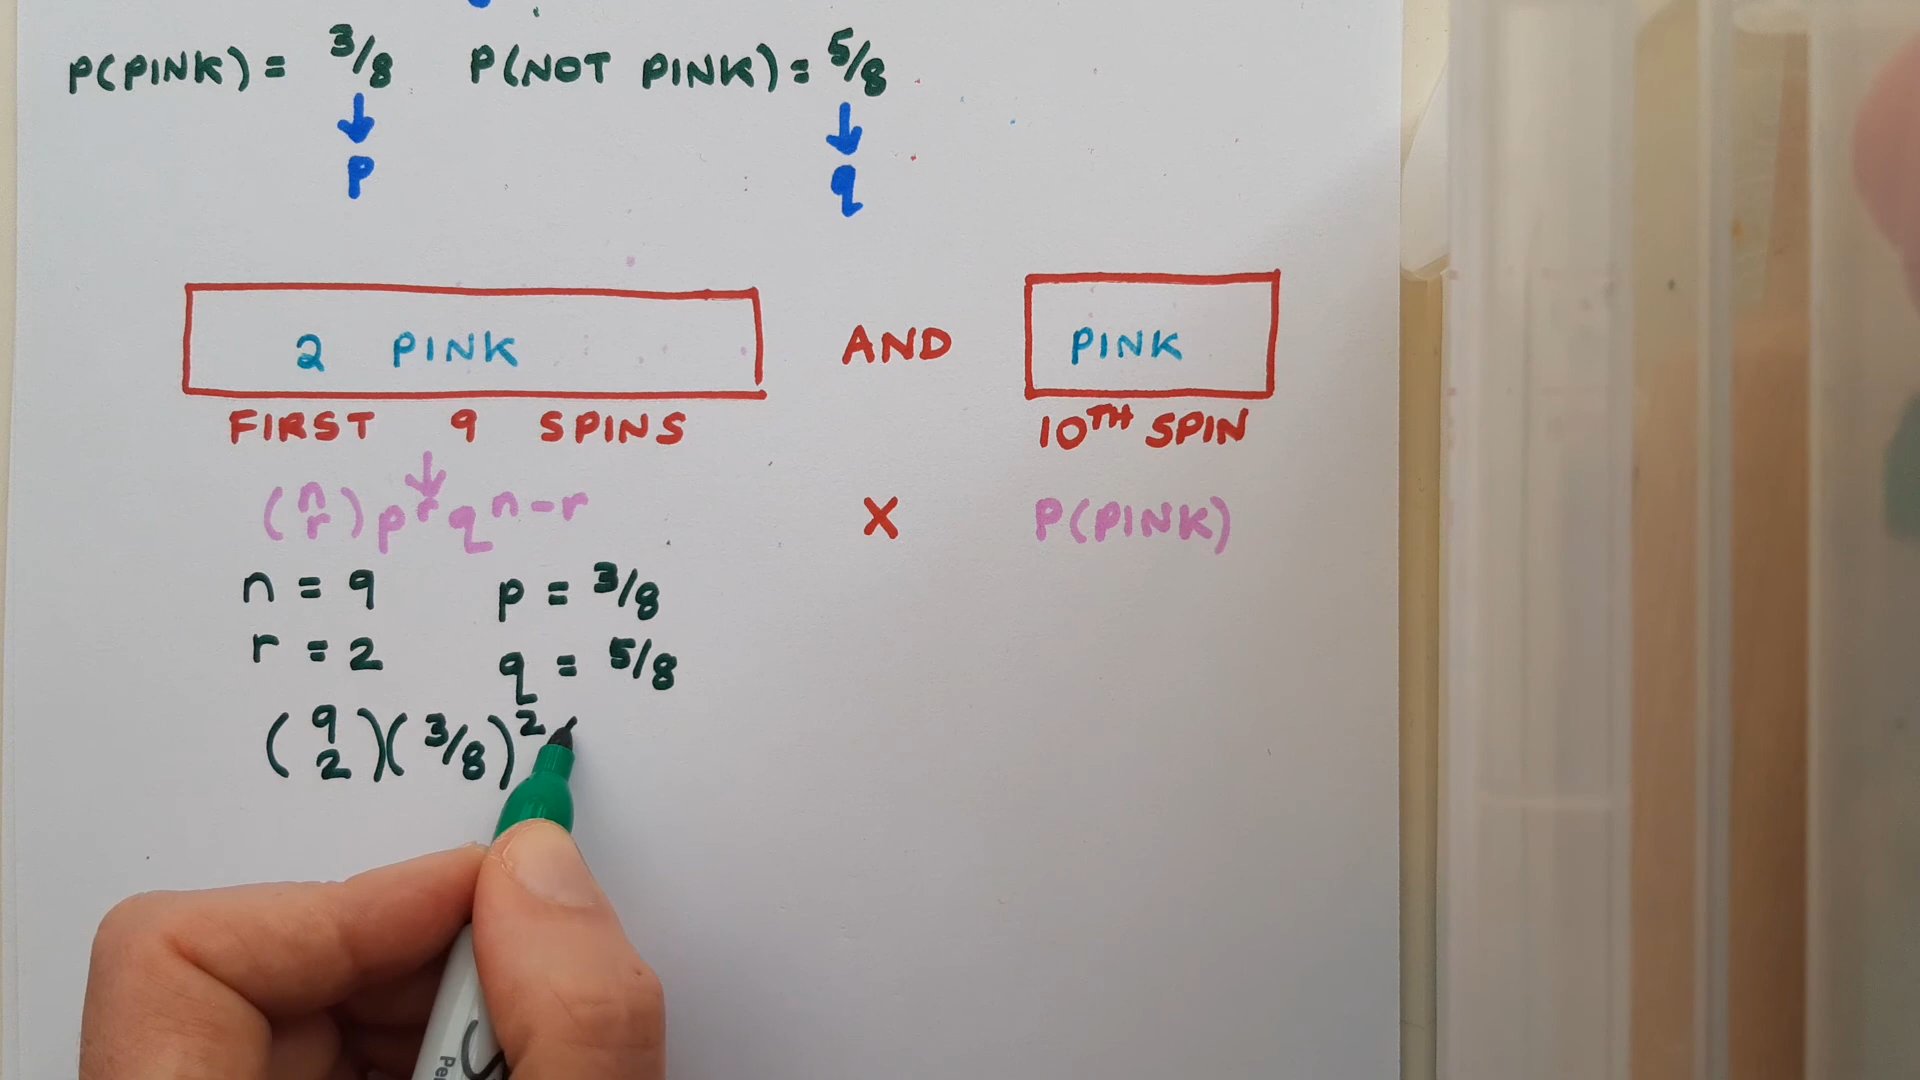 P(PINK) = 3/8 P(NOT PINK) = 5/8
p q
2 PINK AND PINK
FIRST 9 SPINS 10TH SPIN
(n r) p^r q^n-r X P(PINK)
n = 9 p = 3/8
r = 2 q = 5/8
(9 2)(3/8)^2